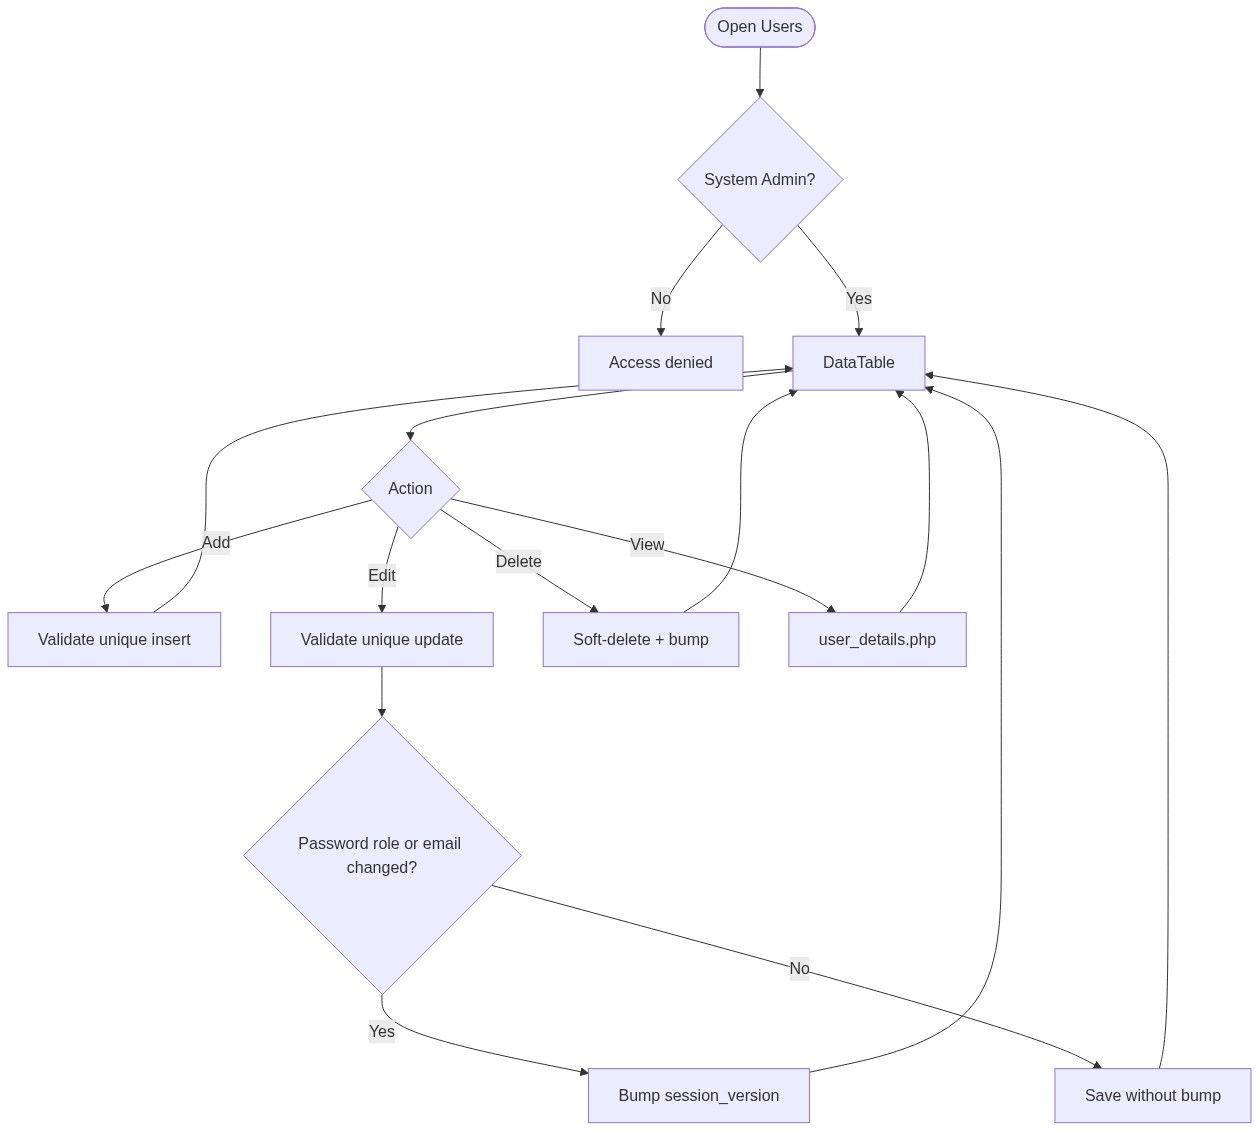 Open Users
System Admin?
No
Yes
Access denied
DataTable
Action
Add
Edit
Delete
View
Validate unique insert
Validate unique update
Soft-delete + bump
user_details.php
Password role or email
changed?
No
Yes
Bump session_version
Save without bump